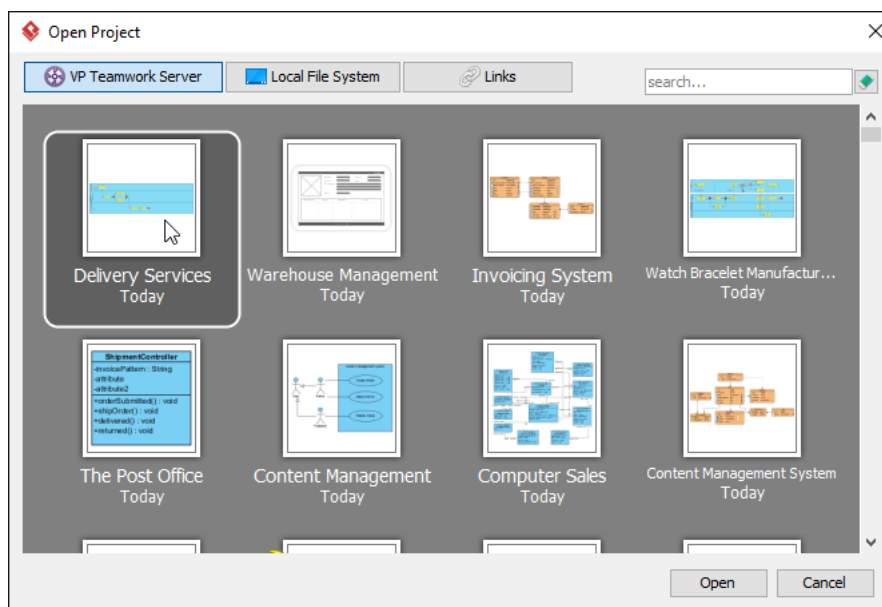 Open Project
VP Teamwork Server
Local File System
Links
search...
Delivery Services
Today
Warehouse Management
Today
Invoicing System
Today
Watch Bracelet Manufactur...
Today
ShipmentController
-invoicePattern : String
-attribute
-attribute2
+orderSubmitted() : void
+shipOrder() : void
+delivered() : void
+returned() : void
The Post Office
Today
Content Management
Today
Computer Sales
Today
Content Management System
Today
Open
Cancel